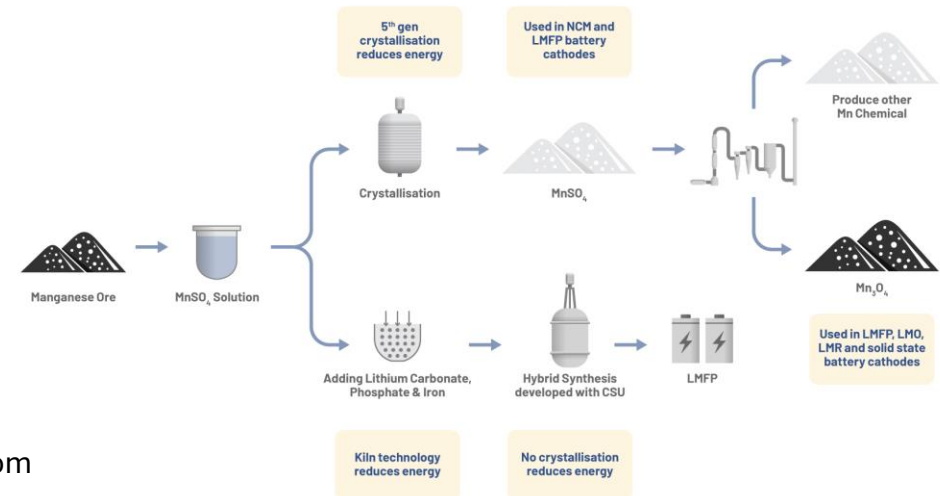 5th gen
crystallisation
reduces energy
Used in NCM and
LMFP battery
cathodes
Crystallisation
MnSO₄
Produce other
Mn Chemical
Manganese Ore
MnSO₄ Solution
Mn₃O₄
Used in LMFP, LMO,
LMR and solid state
battery cathodes
Adding Lithium Carbonate,
Phosphate & Iron
Hybrid Synthesis
developed with CSU
LMFP
Kiln technology
reduces energy
No crystallisation
reduces energy
om